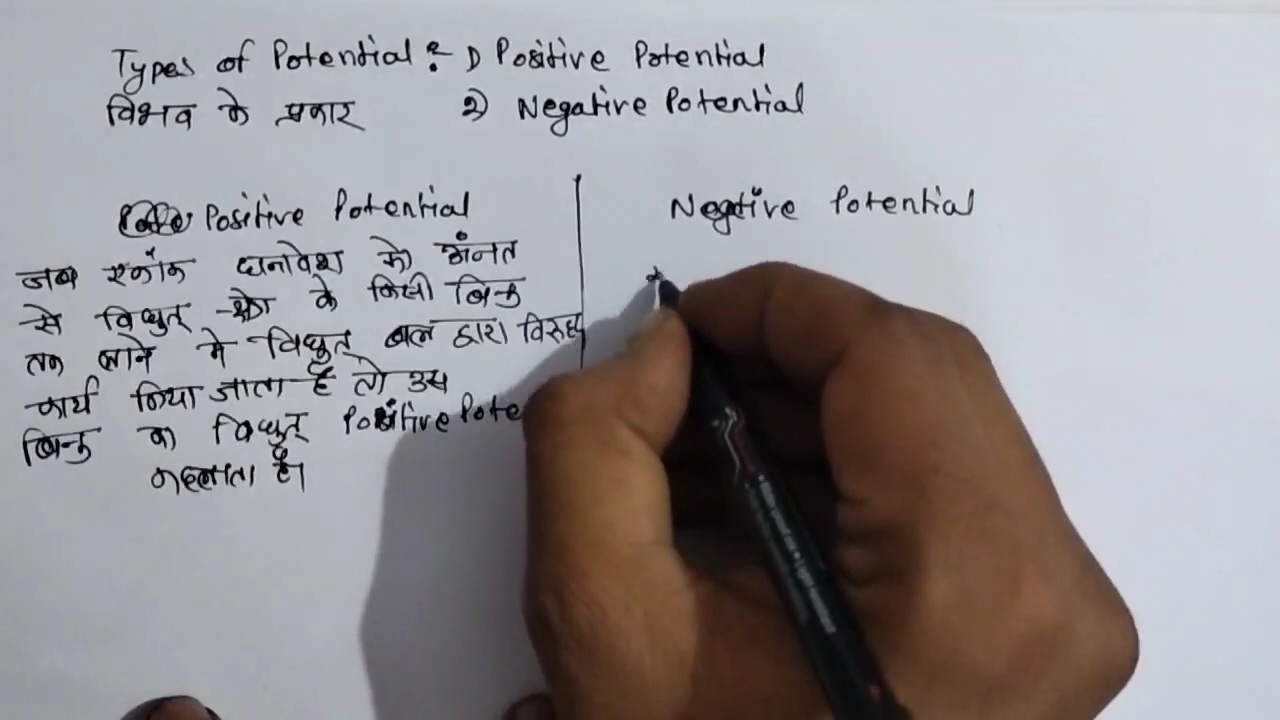 Types of Potential : 1) Positive Potential
विभव के प्रकार 2) Negative Potential
Positive Potential
जब एकांक धनावेश को अंनत
से विधुत् क्षेत्र के किसी बिन्दु
तक लाने मे विधुत् बल द्वारा विरुद्ध
कार्य किया जाता है तो उस
बिन्दु का विधुत् Positive Pote
कहलाता है।
Negative Potential